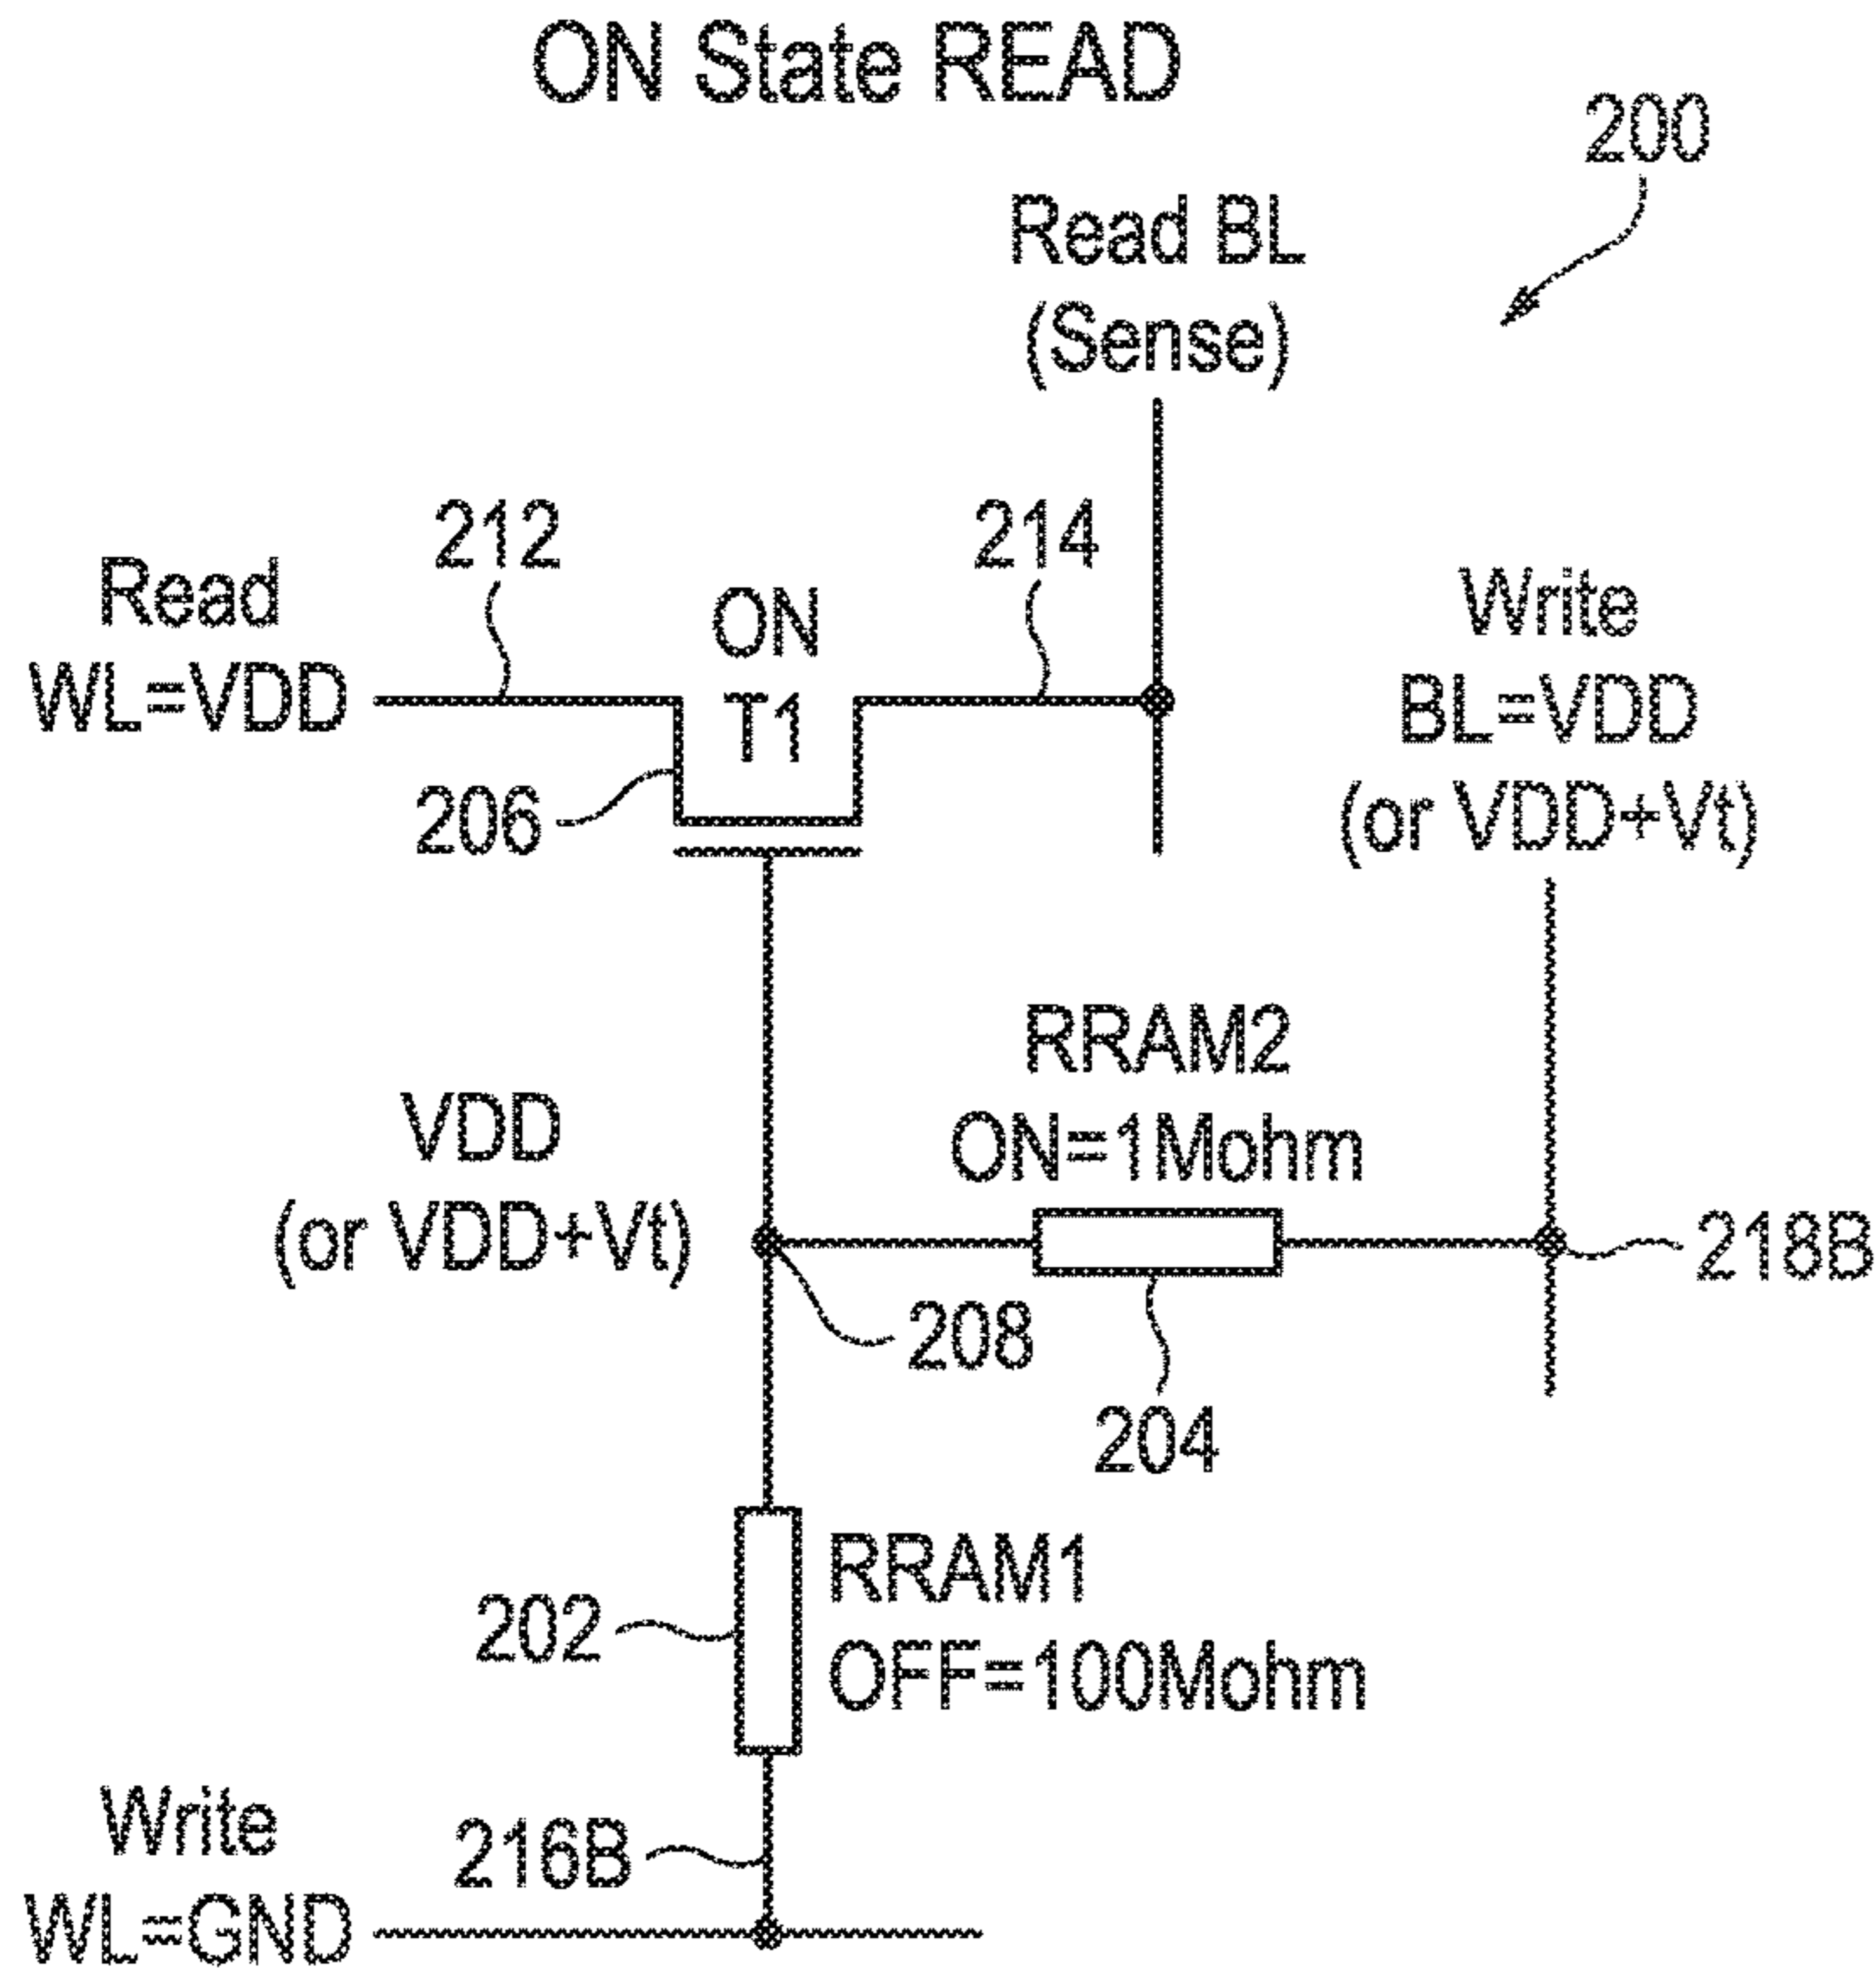 ON State READ
200
Read BL
(Sense)
212
214
Read
WL=VDD
ON
T1
Write
BL=VDD
(or VDD+Vt)
206
RRAM2
ON=1Mohm
VDD
(or VDD+Vt)
218B
208
204
RRAM1
OFF=100Mohm
202
Write
WL=GND
216B